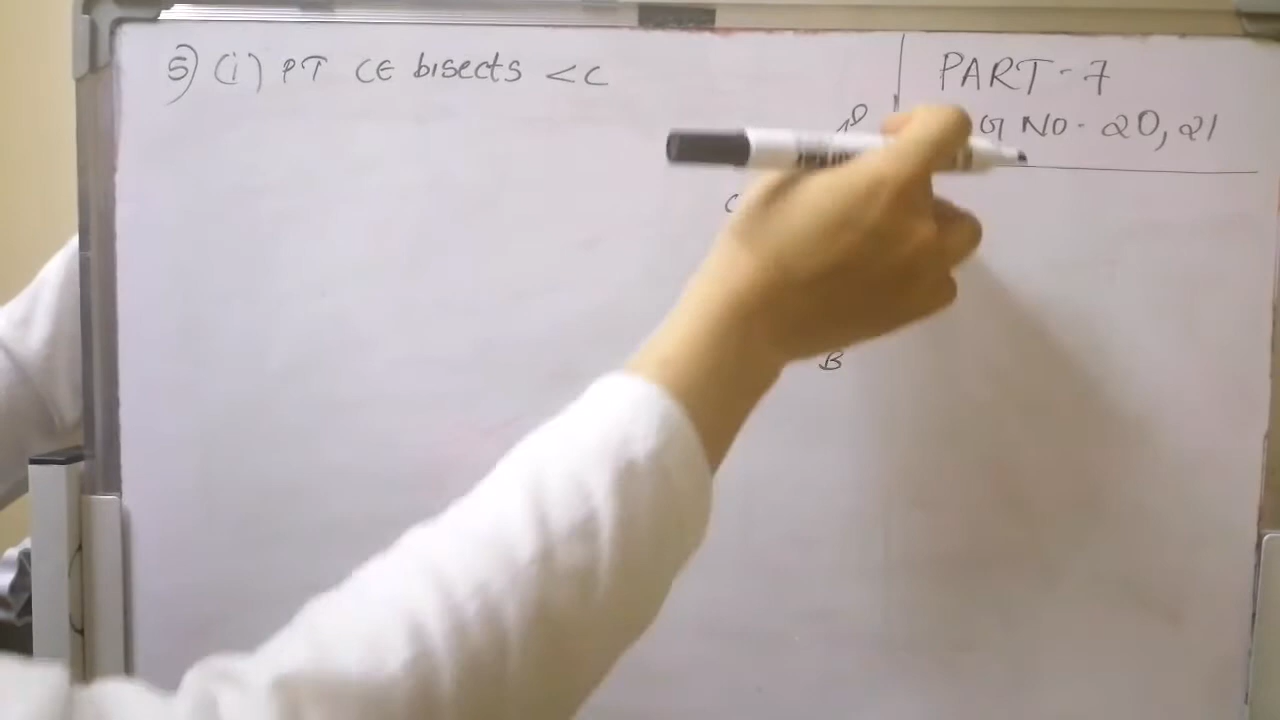 5) (i) PT CE bisects <C
PART-7
G NO- 20, 21
D
C
B